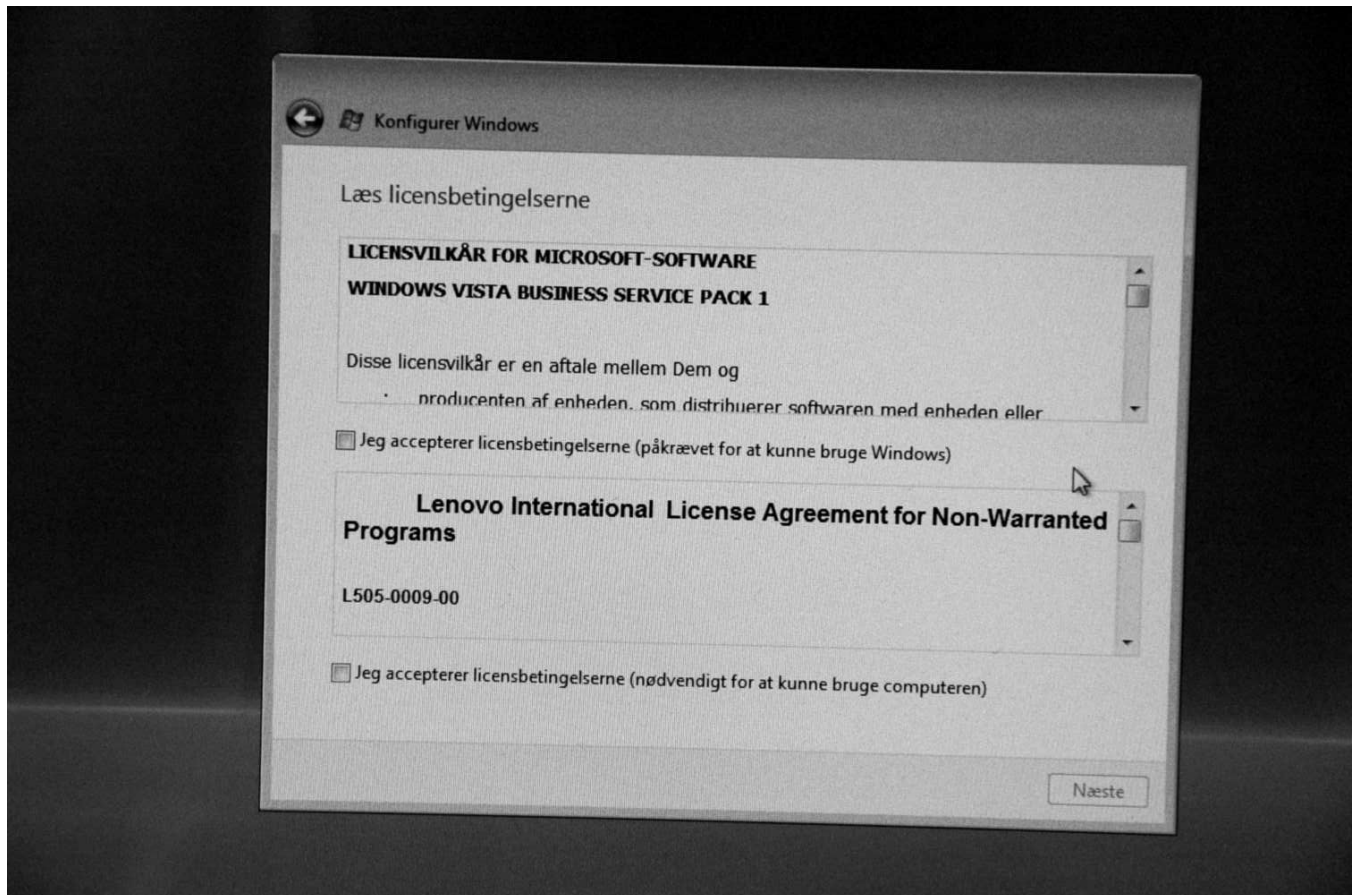 Konfigurer Windows
Læs licensbetingelserne
LICENSVILKÅR FOR MICROSOFT-SOFTWARE
WINDOWS VISTA BUSINESS SERVICE PACK 1
Disse licensvilkår er en aftale mellem Dem og
· producenten af enheden, som distribuerer softwaren med enheden eller
Jeg accepterer licensbetingelserne (påkrævet for at kunne bruge Windows)
Lenovo International License Agreement for Non-Warranted
Programs
L505-0009-00
Jeg accepterer licensbetingelserne (nødvendigt for at kunne bruge computeren)
Næste